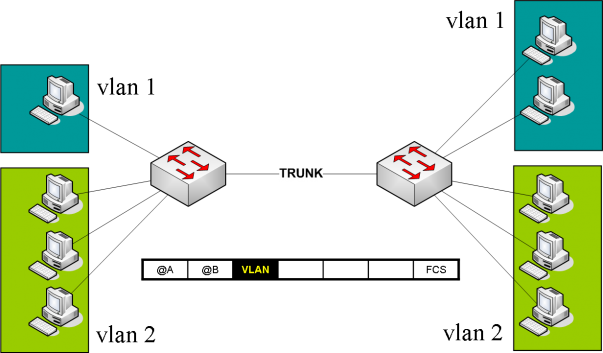 vlan 1
vlan 1
TRUNK
@A @B VLAN FCS
vlan 2
vlan 2